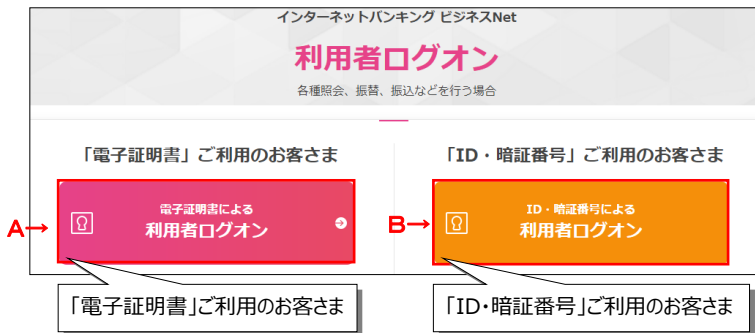 インターネットバンキング ビジネスNet
利用者ログオン
各種照会、振替、振込などを行う場合
「電子証明書」ご利用のお客さま
「ID・暗証番号」ご利用のお客さま
A→
電子証明書による
利用者ログオン
B→
ID・暗証番号による
利用者ログオン
「電子証明書」ご利用のお客さま
「ID・暗証番号」ご利用のお客さま